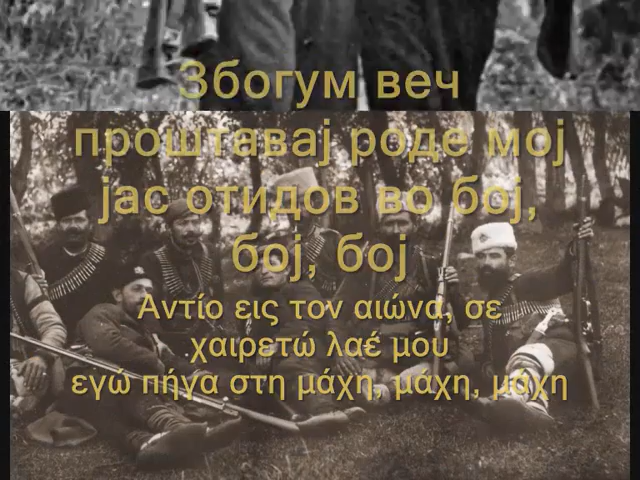 Збогум веч
проштавај роде мој
јас отидов во бој,
бој, бој
Αντίο εις τον αιώνα, σε
χαιρετώ λαέ μου
εγώ πήγα στη μάχη, μάχη, μάχη